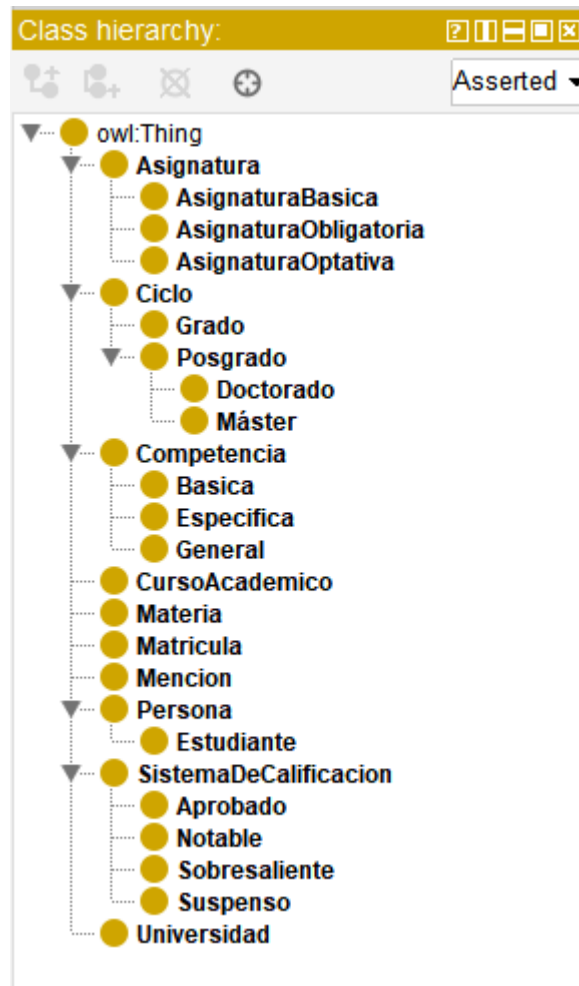 Class hierarchy:
Asserted
owl:Thing
Asignatura
AsignaturaBasica
AsignaturaObligatoria
AsignaturaOptativa
Ciclo
Grado
Posgrado
Doctorado
Máster
Competencia
Basica
Especifica
General
CursoAcademico
Materia
Matricula
Mencion
Persona
Estudiante
SistemaDeCalificacion
Aprobado
Notable
Sobresaliente
Suspenso
Universidad